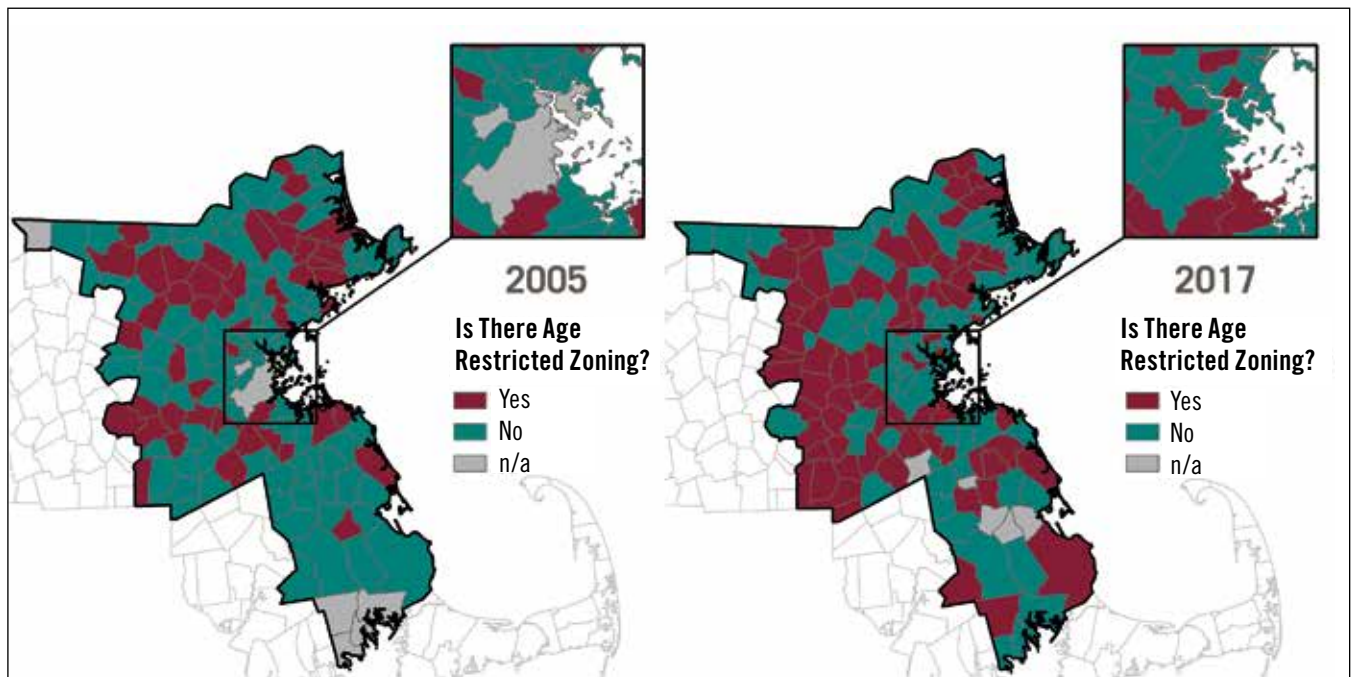 2005
Is There Age
Restricted Zoning?
Yes
No
n/a
2017
Is There Age
Restricted Zoning?
Yes
No
n/a